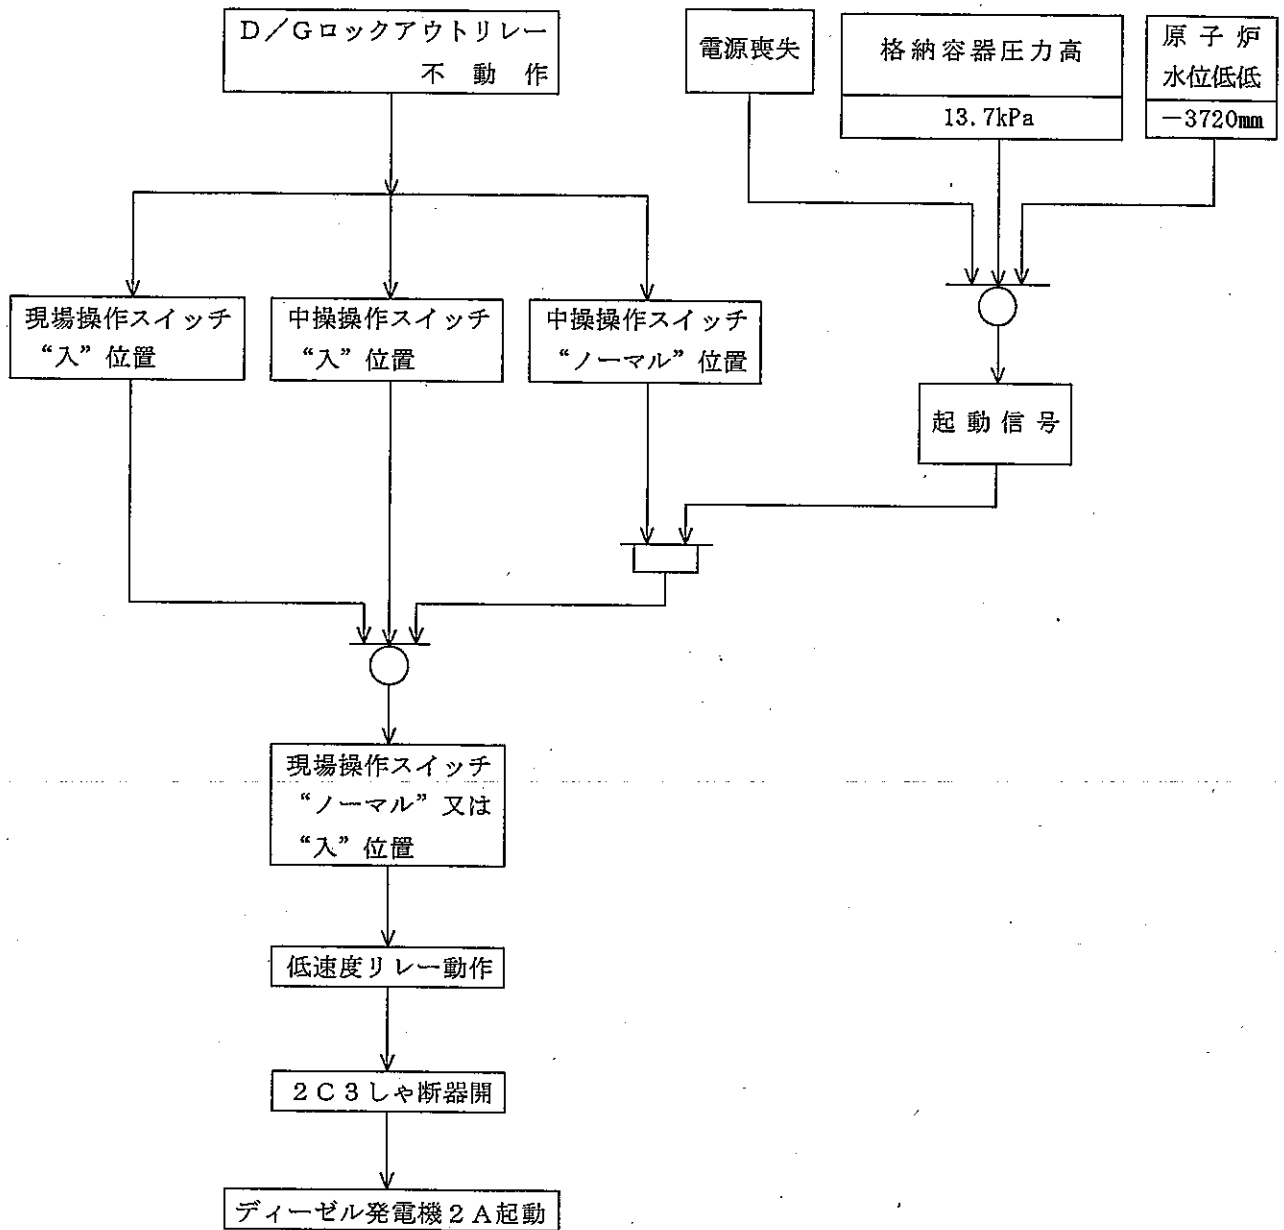 D／Gロックアウトリレー
不動作
電源喪失
格納容器圧力高
13.7kPa
原子炉
水位低低
－3720mm
現場操作スイッチ
“入”位置
中操操作スイッチ
“入”位置
中操操作スイッチ
“ノーマル”位置
起動信号
現場操作スイッチ
“ノーマル”又は
“入”位置
低速度リレー動作
2C3しゃ断器開
ディーゼル発電機2A起動